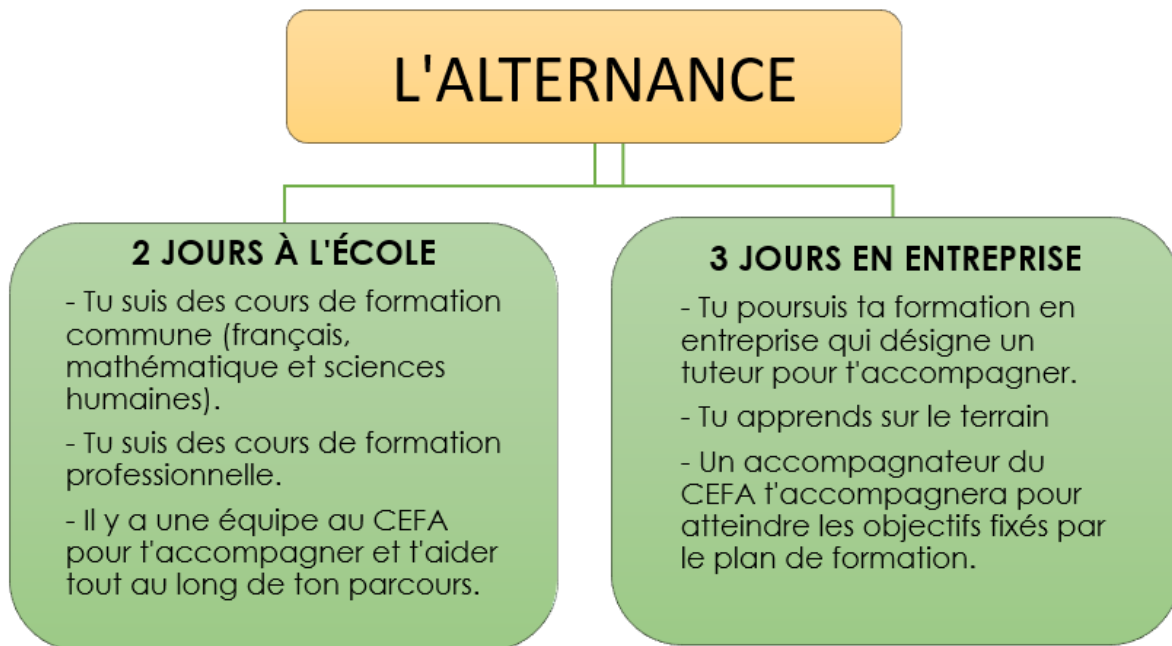 L'ALTERNANCE
2 JOURS À L'ÉCOLE
- Tu suis des cours de formation
commune (français,
mathématique et sciences
humaines).
- Tu suis des cours de formation
professionnelle.
- Il y a une équipe au CEFA
pour t'accompagner et t'aider
tout au long de ton parcours.
3 JOURS EN ENTREPRISE
- Tu poursuis ta formation en
entreprise qui désigne un
tuteur pour t'accompagner.
- Tu apprends sur le terrain
- Un accompagnateur du
CEFA t'accompagnera pour
atteindre les objectifs fixés par
le plan de formation.